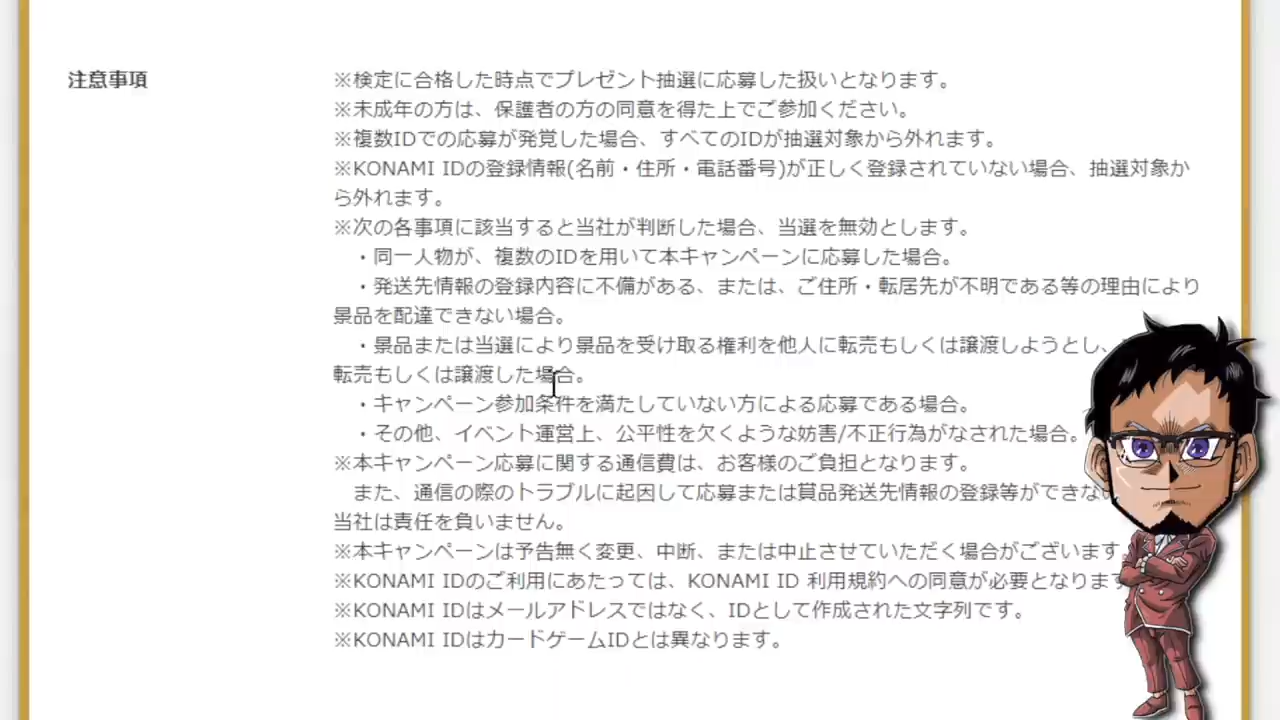 注意事項
※検定に合格した時点でプレゼント抽選に応募した扱いとなります。
※未成年の方は、保護者の方の同意を得た上でご参加ください。
※複数IDでの応募が発覚した場合、すべてのIDが抽選対象から外れます。
※KONAMI IDの登録情報(名前・住所・電話番号)が正しく登録されていない場合、抽選対象か
ら外れます。
※次の各事項に該当すると当社が判断した場合、当選を無効とします。
・同一人物が、複数のIDを用いて本キャンペーンに応募した場合。
・発送先情報の登録内容に不備がある、または、ご住所・転居先が不明である等の理由により
景品を配達できない場合。
・景品または当選により景品を受け取る権利を他人に転売もしくは譲渡しようとし、
転売もしくは譲渡した場合。
・キャンペーン参加条件を満たしていない方による応募である場合。
・その他、イベント運営上、公平性を欠くような妨害/不正行為がなされた場合。
※本キャンペーン応募に関する通信費は、お客様のご負担となります。
また、通信の際のトラブルに起因して応募または賞品発送先情報の登録等ができな
当社は責任を負いません。
※本キャンペーンは予告無く変更、中断、または中止させていただく場合がございます
※KONAMI IDのご利用にあたっては、KONAMI ID 利用規約への同意が必要となります
※KONAMI IDはメールアドレスではなく、IDとして作成された文字列です。
※KONAMI IDはカードゲームIDとは異なります。